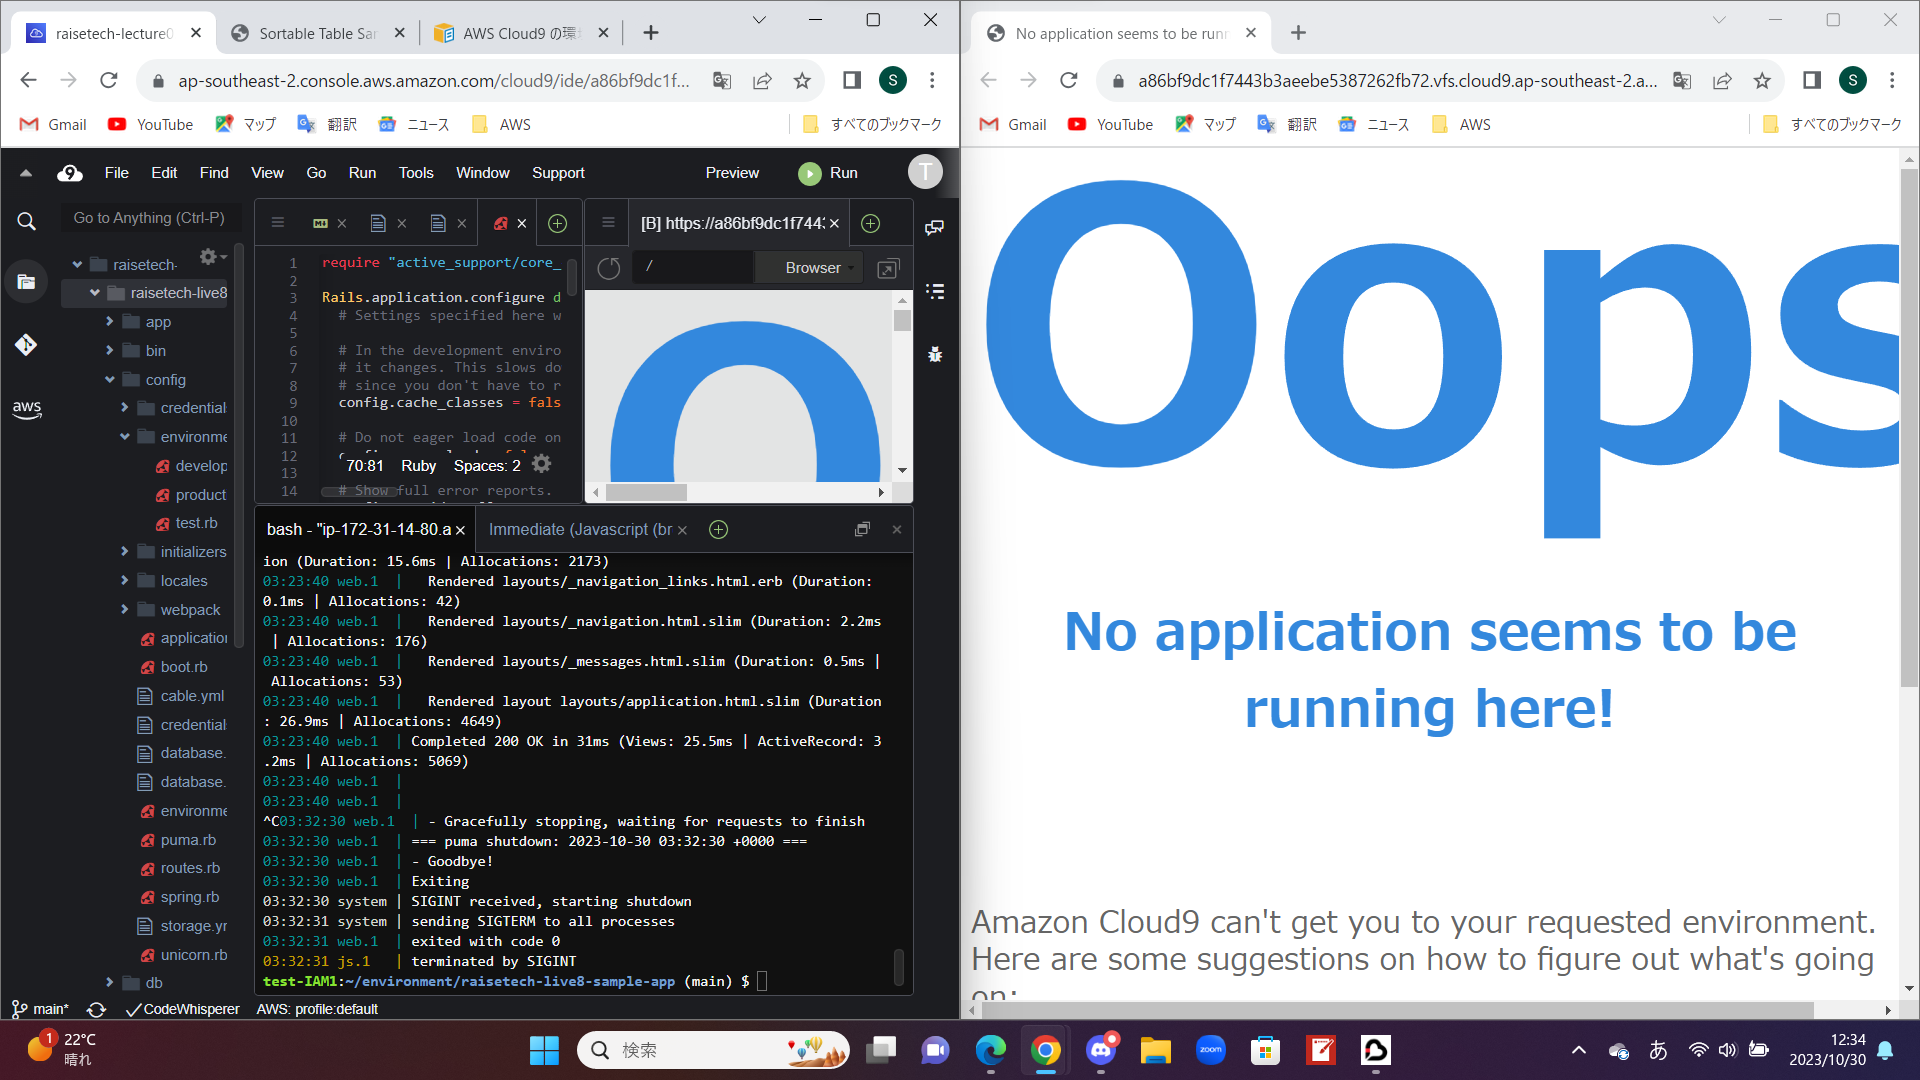 raisetech-lecture0
Sortable Table Sar
AWS Cloud9 の環
ap-southeast-2.console.aws.amazon.com/cloud9/ide/a86bf9dc1f...
S
Gmail
YouTube
マップ
翻訳
ニュース
AWS
すべてのブックマーク
File
Edit
Find
View
Go
Run
Tools
Window
Support
Preview
Run
T
Go to Anything (Ctrl-P)
raisetech-
raisetech-live8
app
bin
config
credential
environme
develop
product
test.rb
initializers
locales
webpack
application
boot.rb
cable.yml
credential
database.
database.
environme
puma.rb
routes.rb
spring.rb
storage.yr
unicorn.rb
db
aws
[B] https://a86bf9dc1f7443
/
Browser
1 require "active_support/core_
2
3 Rails.application.configure d
4 # Settings specified here w
5
6 # In the development enviro
7 # it changes. This slows do
8 # since you don't have to r
9 config.cache_classes = fals
10
11 # Do not eager load code on
12
13
14 # Show full error reports.
70:81 Ruby Spaces: 2
bash - "ip-172-31-14-80.a
Immediate (Javascript (br
ion (Duration: 15.6ms | Allocations: 2173)
03:23:40 web.1 | Rendered layouts/_navigation_links.html.erb (Duration:
0.1ms | Allocations: 42)
03:23:40 web.1 | Rendered layouts/_navigation.html.slim (Duration: 2.2ms
| Allocations: 176)
03:23:40 web.1 | Rendered layouts/_messages.html.slim (Duration: 0.5ms |
Allocations: 53)
03:23:40 web.1 | Rendered layout layouts/application.html.slim (Duration
: 26.9ms | Allocations: 4649)
03:23:40 web.1 | Completed 200 OK in 31ms (Views: 25.5ms | ActiveRecord: 3
.2ms | Allocations: 5069)
03:23:40 web.1 |
03:23:40 web.1 |
^C03:32:30 web.1 | - Gracefully stopping, waiting for requests to finish
03:32:30 web.1 | === puma shutdown: 2023-10-30 03:32:30 +0000 ===
03:32:30 web.1 | - Goodbye!
03:32:30 web.1 | Exiting
03:32:30 system | SIGINT received, starting shutdown
03:32:31 system | sending SIGTERM to all processes
03:32:31 web.1 | exited with code 0
03:32:31 js.1 | terminated by SIGINT
test-IAM1:~/environment/raisetech-live8-sample-app (main) $
main*
CodeWhisperer
AWS: profile:default
No application seems to be runn
a86bf9dc1f7443b3aeebe5387262fb72.vfs.cloud9.ap-southeast-2.a...
S
Gmail
YouTube
マップ
翻訳
ニュース
AWS
すべてのブックマーク
Oops
No application seems to be
running here!
Amazon Cloud9 can't get you to your requested environment.
Here are some suggestions on how to figure out what's going
on:
1
22°C
晴れ
検索
zoom
あ
12:34
2023/10/30